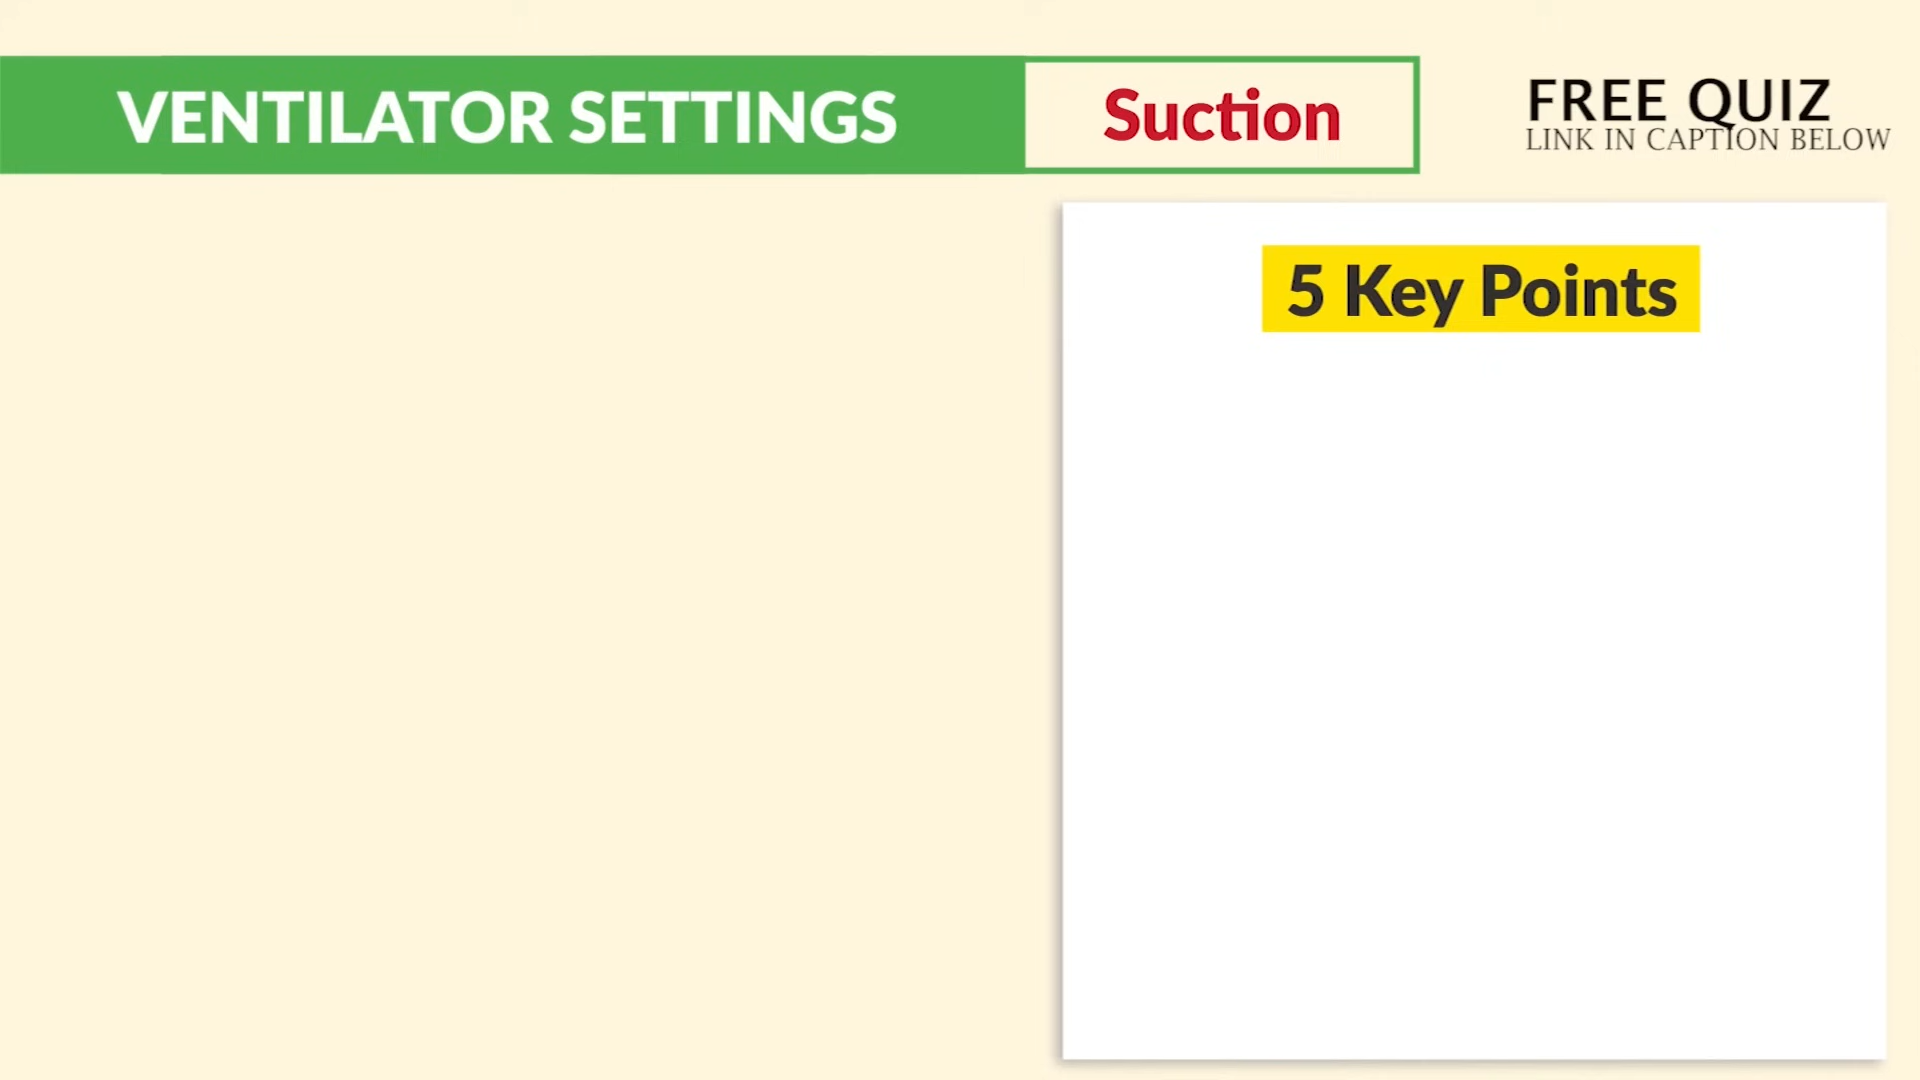 VENTILATOR SETTINGS
Suction
FREE QUIZ
LINK IN CAPTION BELOW
5 Key Points